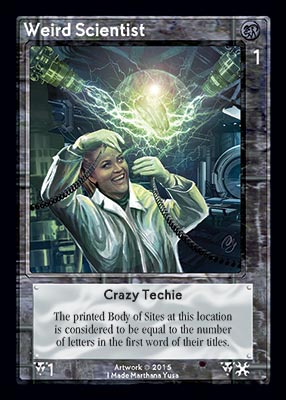 Weird Scientist
1
Crazy Techie
The printed Body of Sites at this location
is considered to be equal to the number
of letters in the first word of their titles.
1
Artwork © 2015
I Made Marthana Yusa